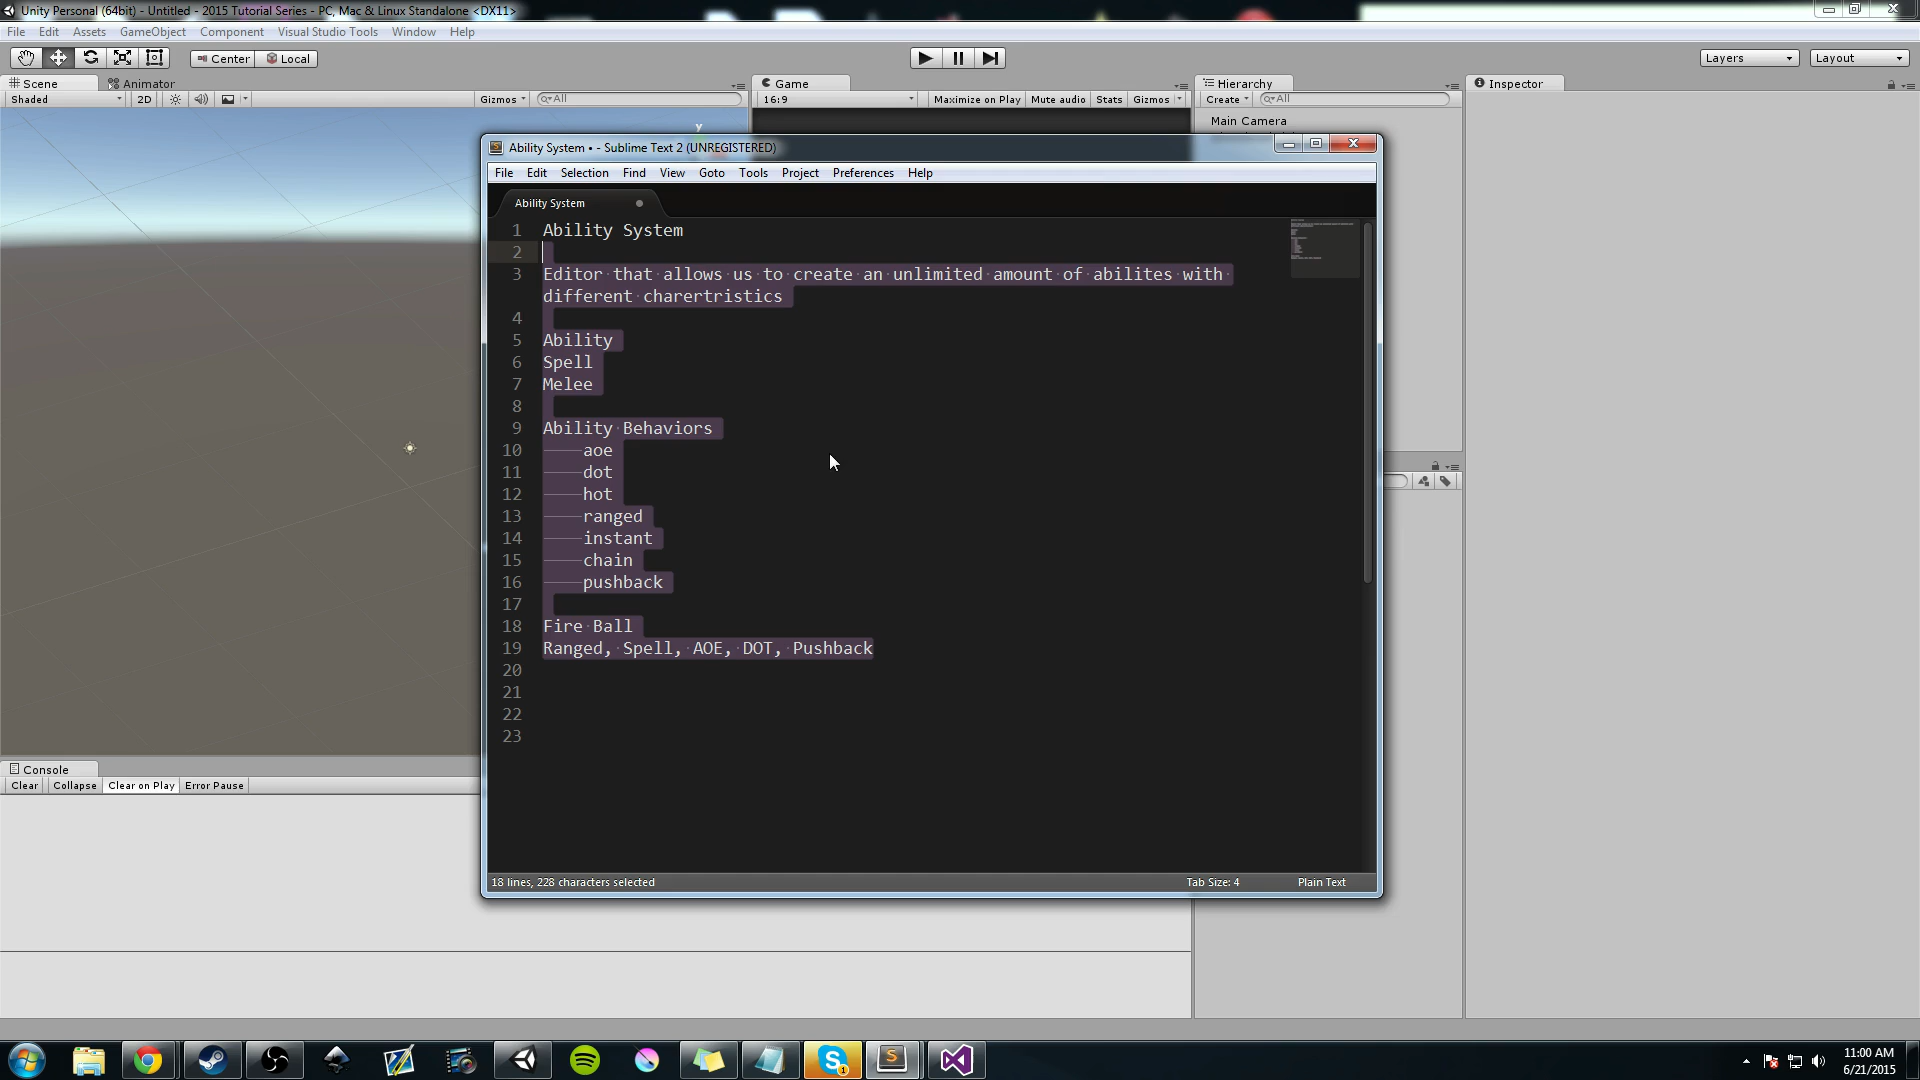 Unity Personal (64bit) - Untitled - 2015 Tutorial Series - PC, Mac & Linux Standalone <DX11>
File Edit Assets GameObject Component Visual Studio Tools Window Help
Center Local
Layers Layout
Scene Animator Game Hierarchy Inspector
Shaded 2D Gizmos All 16:9 Maximize on Play Mute audio Stats Gizmos Create All
y
Main Camera
Ability System • - Sublime Text 2 (UNREGISTERED)
File Edit Selection Find View Goto Tools Project Preferences Help
Ability System
1 Ability System
2
3 Editor that allows us to create an unlimited amount of abilites with
different charertristics
4
5 Ability
6 Spell
7 Melee
8
9 Ability Behaviors
10 aoe
11 dot
12 hot
13 ranged
14 instant
15 chain
16 pushback
17
18 Fire Ball
19 Ranged, Spell, AOE, DOT, Pushback
20
21
22
23
18 lines, 228 characters selected Tab Size: 4 Plain Text
Console
Clear Collapse Clear on Play Error Pause
11:00 AM
6/21/2015